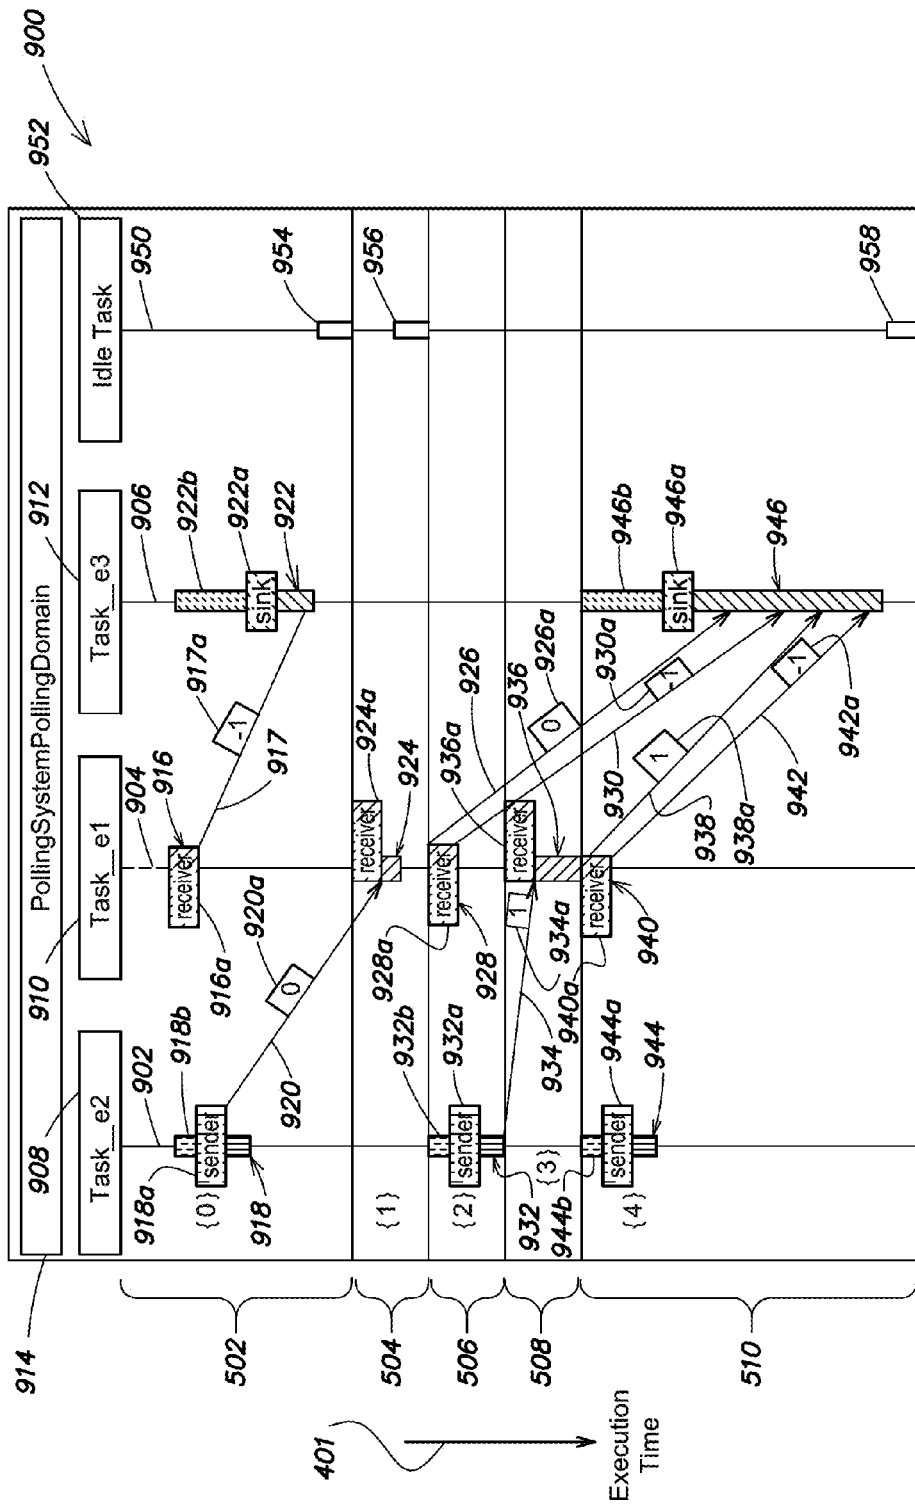 900
914
908
910
912
952
PollingSystemPollingDomain
Task_e2
Task_e1
Task_e3
Idle Task
902
904
906
950
918b
918a
sender
{0}
918
916
receiver
916a
917a
-1
917
922b
922a
sink
922
954
920a
0
920
502
{1}
924a
receiver
924
956
504
932b
932a
{2}
sender
928a
receiver
928
936a
926
506
{3}
932
934
1
934a
receiver
936
926a
0
930a
-1
930
508
944b
944a
{4}
sender
944
940a
receiver
940
1
938
938a
942
-1
942a
946b
946a
sink
946
958
510
401
Execution
Time